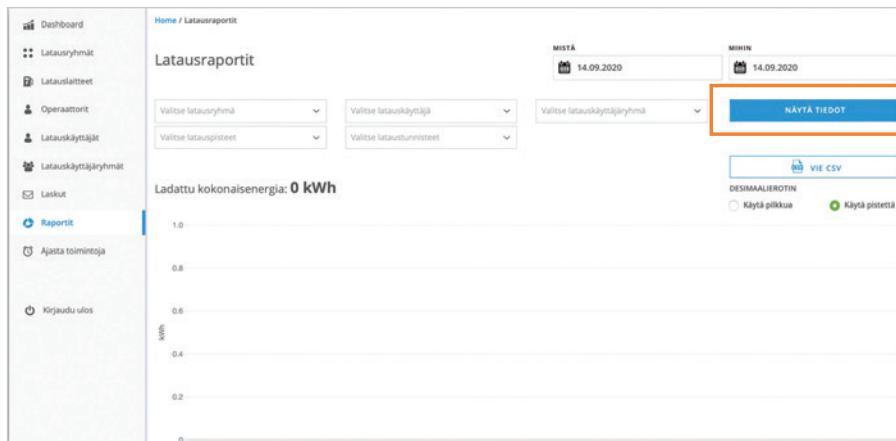 Dashboard
Latausryhmät
Latauslaitteet
Operaattorit
Latauskäyttäjät
Latauskäyttäjäryhmät
Laskut
Raportit
Ajasta toimintoja
Kirjaudu ulos
Home / Latausraportit
Latausraportit
MISTÄ
14.09.2020
MIHIN
14.09.2020
Valitse latausryhmä
Valitse latauskäyttäjä
Valitse latauskäyttäjäryhmä
NÄYTÄ TIEDOT
Valitse latauspisteet
Valitse lataustunnisteet
VIE CSV
Ladattu kokonaisenergia: 0 kWh
DESIMAALIEROTIN
Käytä pilkkua
Käytä pistettä
1.0
0.8
0.6
kWh
0.4
0.2
0